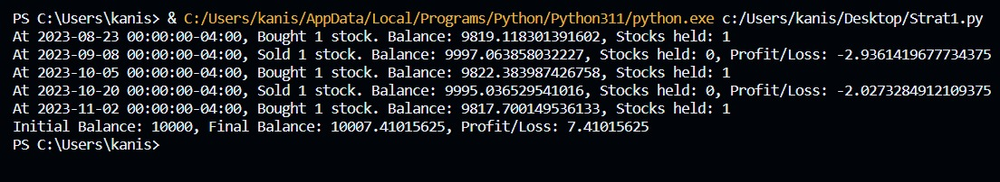 PS C:\Users\kanis> & C:/Users/kanis/AppData/Local/Programs/Python/Python311/python.exe c:/Users/kanis/Desktop/Strat1.py
At 2023-08-23 00:00:00-04:00, Bought 1 stock. Balance: 9819.118301391602, Stocks held: 1
At 2023-09-08 00:00:00-04:00, Sold 1 stock. Balance: 9997.063858032227, Stocks held: 0, Profit/Loss: -2.9361419677734375
At 2023-10-05 00:00:00-04:00, Bought 1 stock. Balance: 9822.383987426758, Stocks held: 1
At 2023-10-20 00:00:00-04:00, Sold 1 stock. Balance: 9995.036529541016, Stocks held: 0, Profit/Loss: -2.0273284912109375
At 2023-11-02 00:00:00-04:00, Bought 1 stock. Balance: 9817.700149536133, Stocks held: 1
Initial Balance: 10000, Final Balance: 10007.41015625, Profit/Loss: 7.41015625
PS C:\Users\kanis>